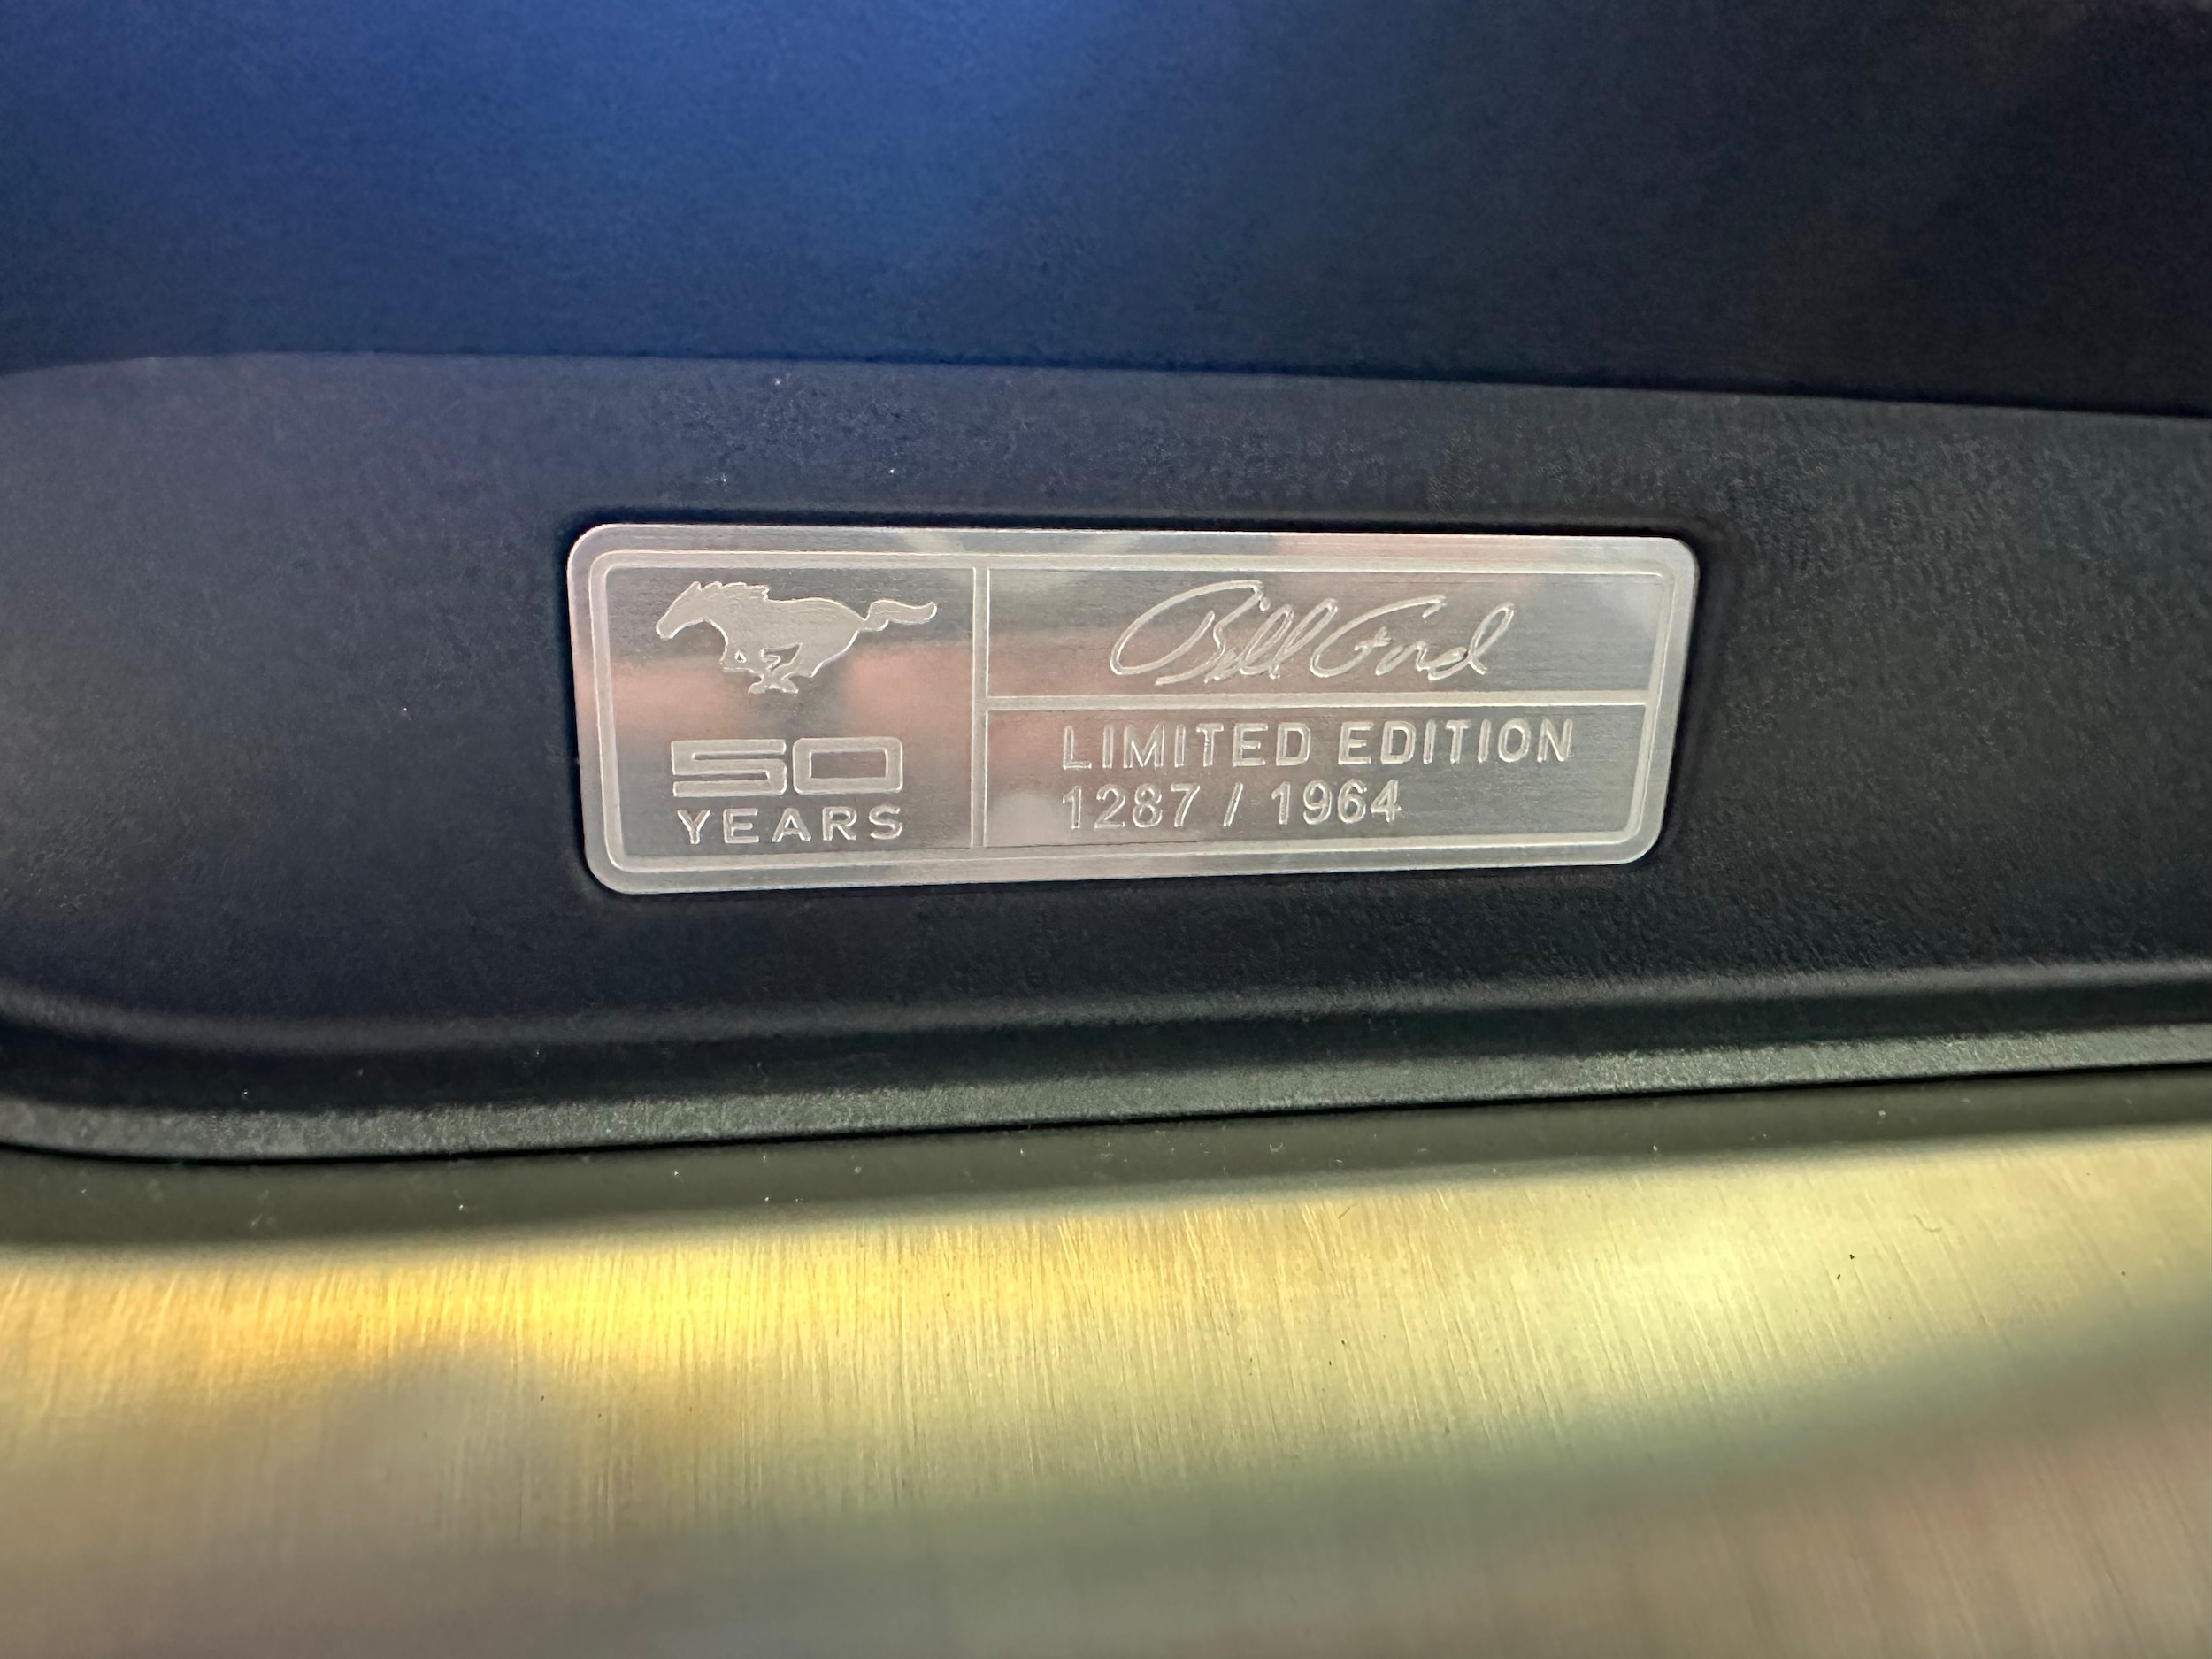 50
YEARS
Bill Ford
LIMITED EDITION
1287 / 1964